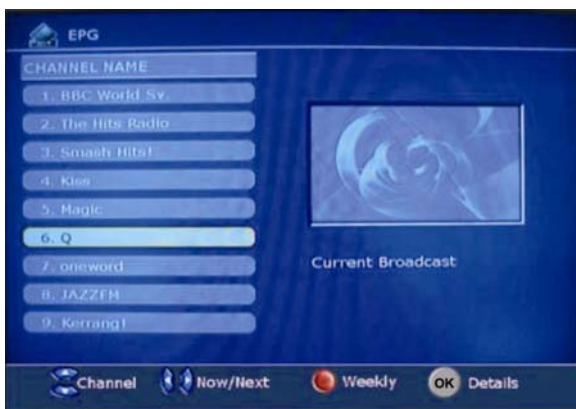 EPG
CHANNEL NAME
1. BBC World Sv.
2. The Hits Radio
3. Smash Hits!
4. Kiss
5. Magic
6. Q
7. oneword
8. JAZZFM
9. Kerrang!
Current Broadcast
Channel Now/Next Weekly OK Details